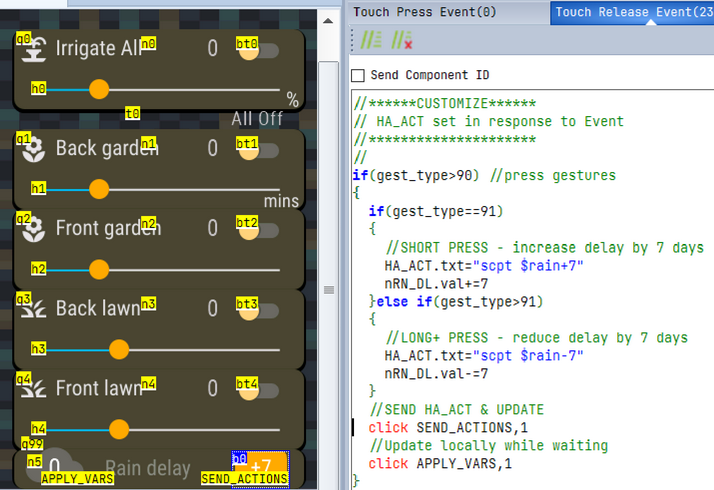 Touch Press Event(0) Touch Release Event(23
Send Component ID
g0 Irrigate All n0 0 bt0
h0 %
t0 All Off
g1 Back garden n1 0 bt1
h1 mins
g2 Front garden n2 0 bt2
h2
g3 Back lawn n3 0 bt3
h3
g4 Front lawn n4 0 bt4
h4
g99
n5 0 Rain delay b0 +7
APPLY_VARS SEND_ACTIONS
//******CUSTOMIZE******
// HA_ACT set in response to Event
//*********************
//
if(gest_type>90) //press gestures
{
if(gest_type==91)
{
//SHORT PRESS - increase delay by 7 days
HA_ACT.txt="scpt $rain+7"
nRN_DL.val+=7
}else if(gest_type>91)
{
//LONG+ PRESS - reduce delay by 7 days
HA_ACT.txt="scpt $rain-7"
nRN_DL.val-=7
}
//SEND HA_ACT & UPDATE
click SEND_ACTIONS,1
//Update locally while waiting
click APPLY_VARS,1
}